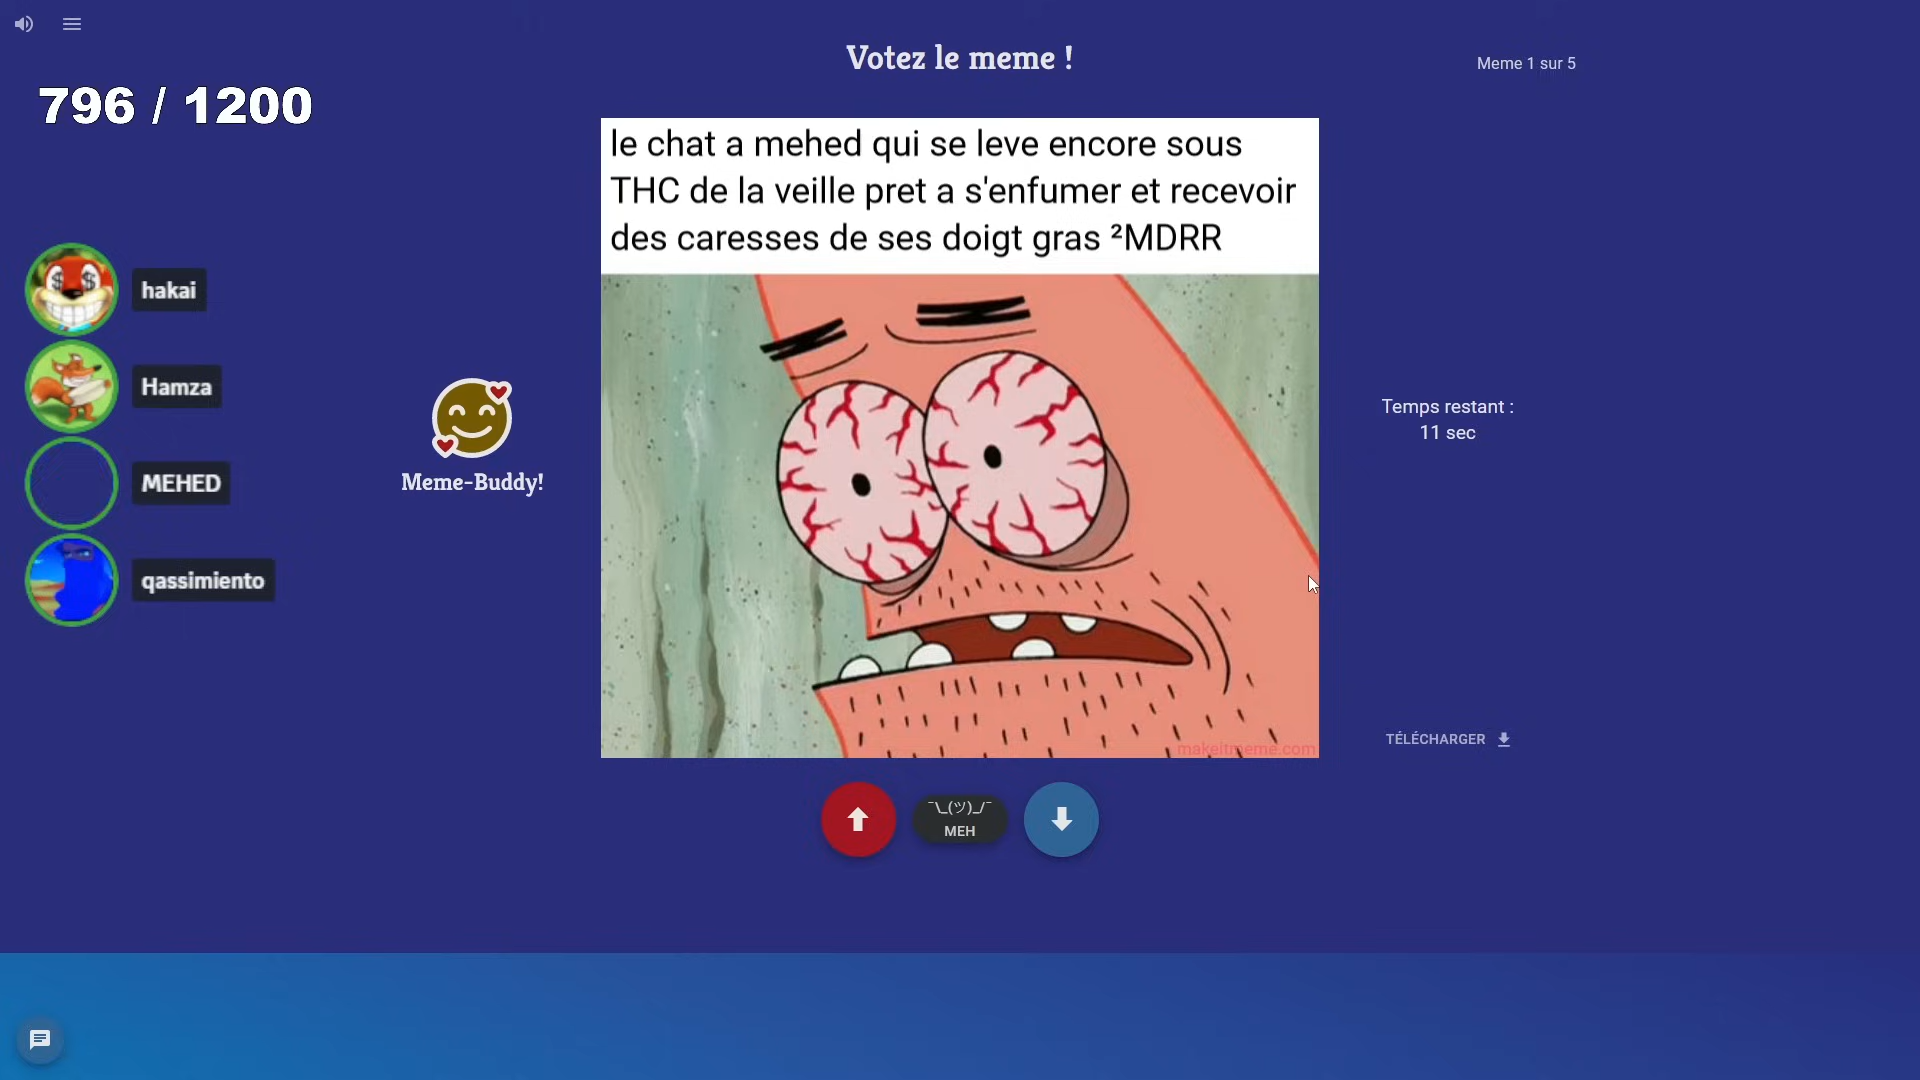 Votez le meme !
Meme 1 sur 5
796 / 1200
le chat a mehed qui se leve encore sous
THC de la veille pret a s'enfumer et recevoir
des caresses de ses doigt gras ²MDRR
hakai
Hamza
MEHED
qassimiento
Meme-Buddy!
Temps restant :
11 sec
makeitmeme.com
TÉLÉCHARGER
¯\_(ツ)_/¯
MEH